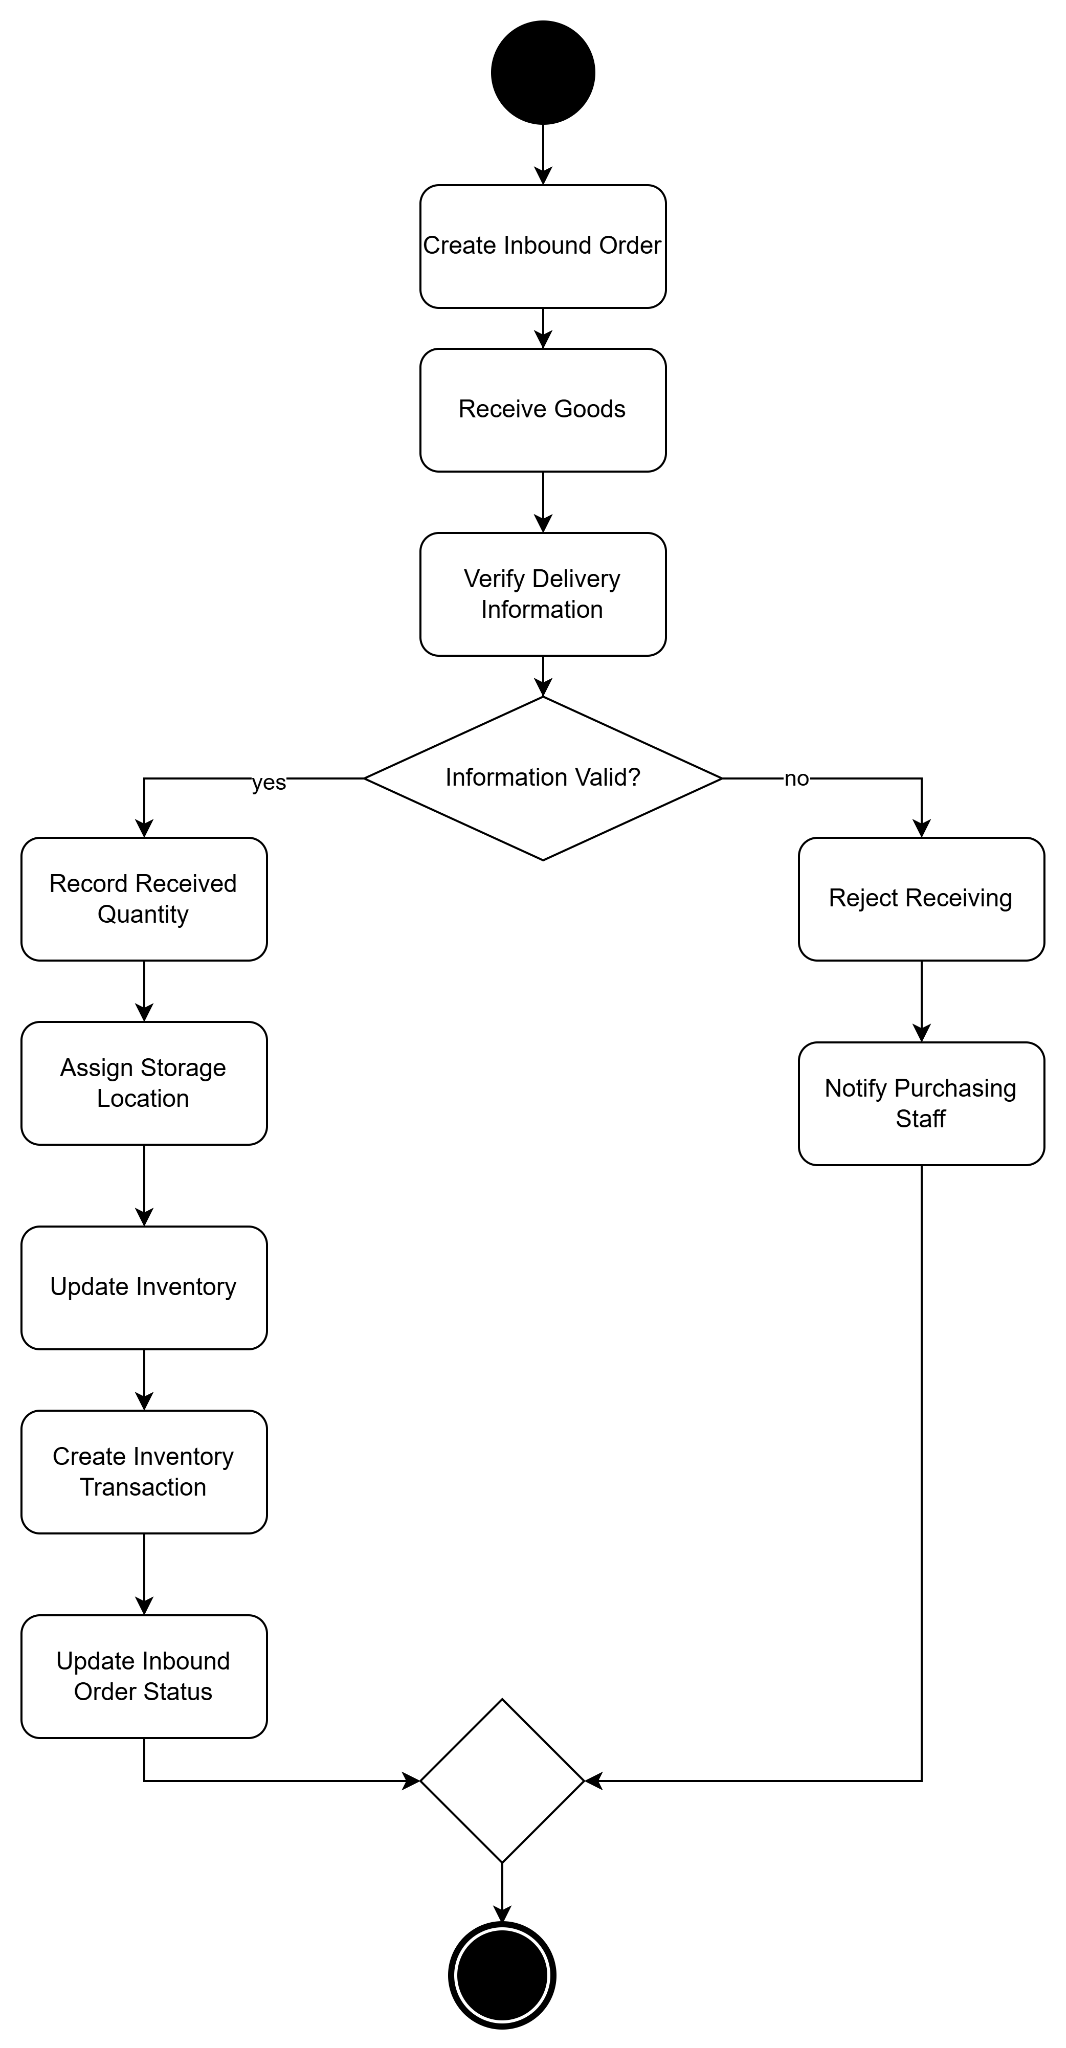 Create Inbound Order
Receive Goods
Verify Delivery
Information
Information Valid?
yes
no
Record Received
Quantity
Reject Receiving
Assign Storage
Location
Notify Purchasing
Staff
Update Inventory
Create Inventory
Transaction
Update Inbound
Order Status